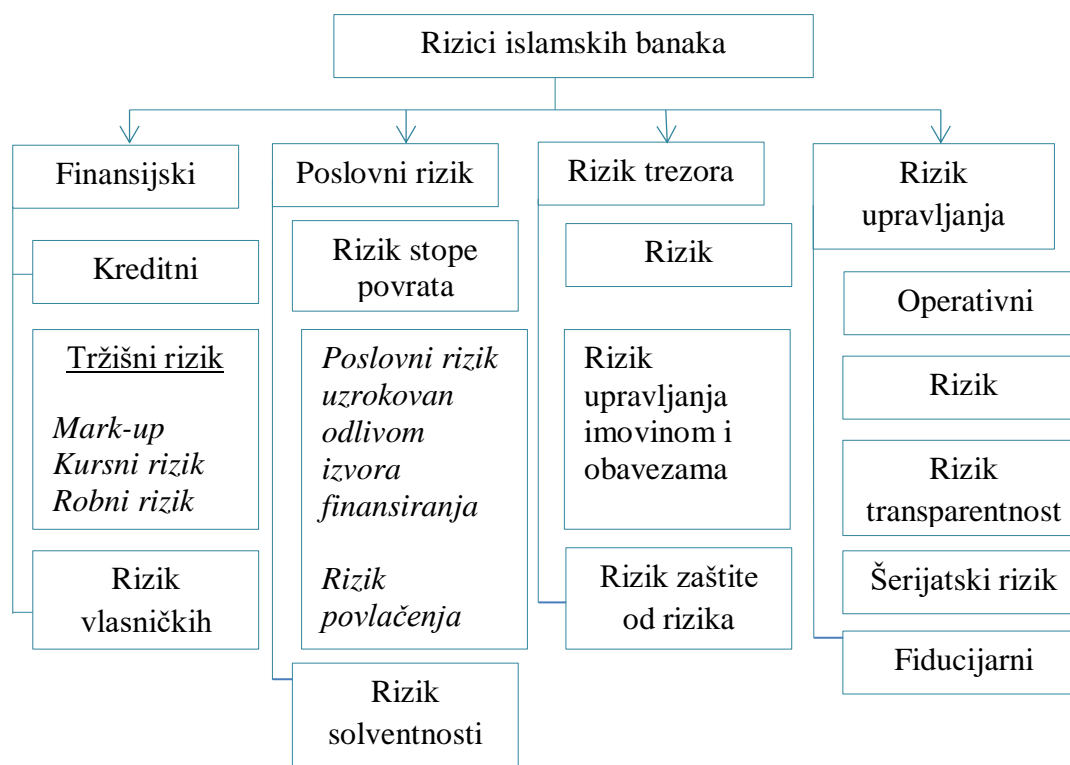 Rizici islamskih banaka
Finansijski
Kreditni
Tržišni rizik
Mark-up
Kursni rizik
Robni rizik
Rizik
vlasničkih
Poslovni rizik
Rizik stope
povrata
Poslovni rizik
uzrokovan
odlivom
izvora
finansiranja
Rizik
povlačenja
Rizik
solventnosti
Rizik trezora
Rizik
Rizik
upravljanja
imovinom i
obavezama
Rizik zaštite
od rizika
Rizik
upravljanja
Operativni
Rizik
Rizik
transparentnost
Šerijatski rizik
Fiducijarni